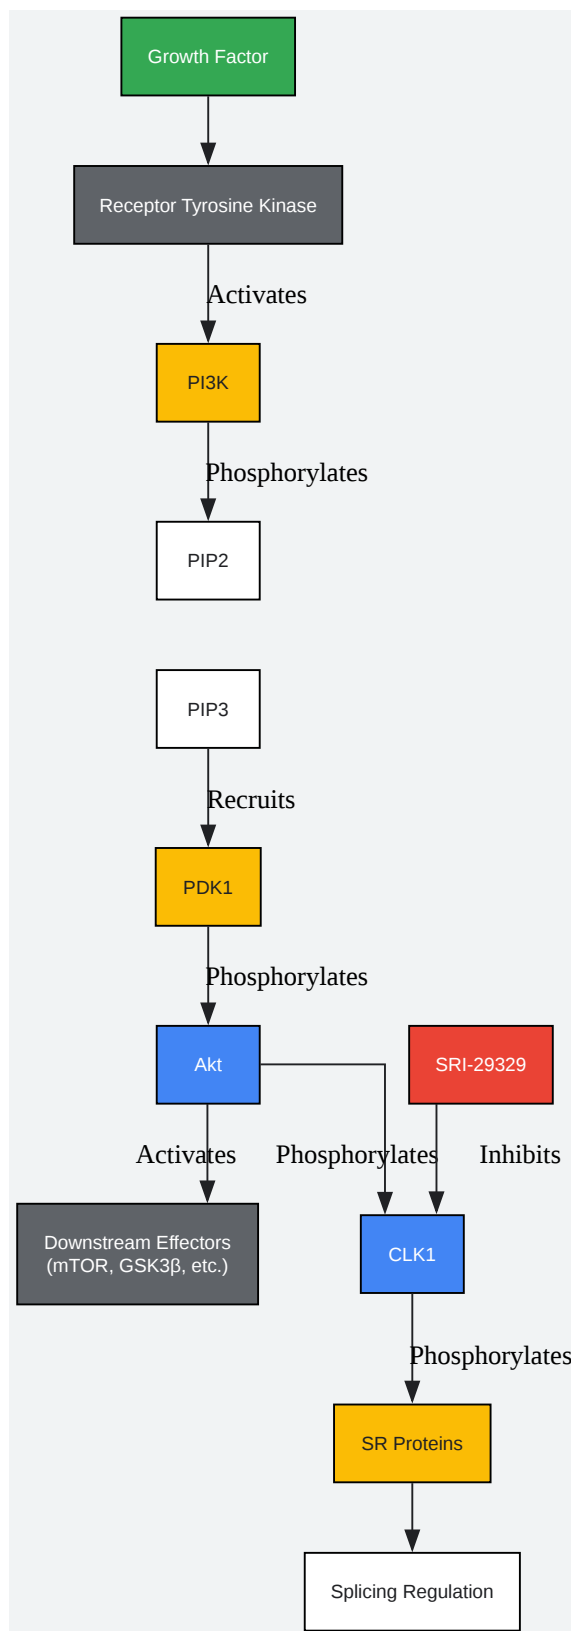 Growth Factor
Receptor Tyrosine Kinase
Activates
PI3K
Phosphorylates
PIP2
PIP3
Recruits
PDK1
Phosphorylates
Akt
SRI-29329
Activates
Phosphorylates
Inhibits
Downstream Effectors
(mTOR, GSK3β, etc.)
CLK1
Phosphorylates
SR Proteins
Splicing Regulation